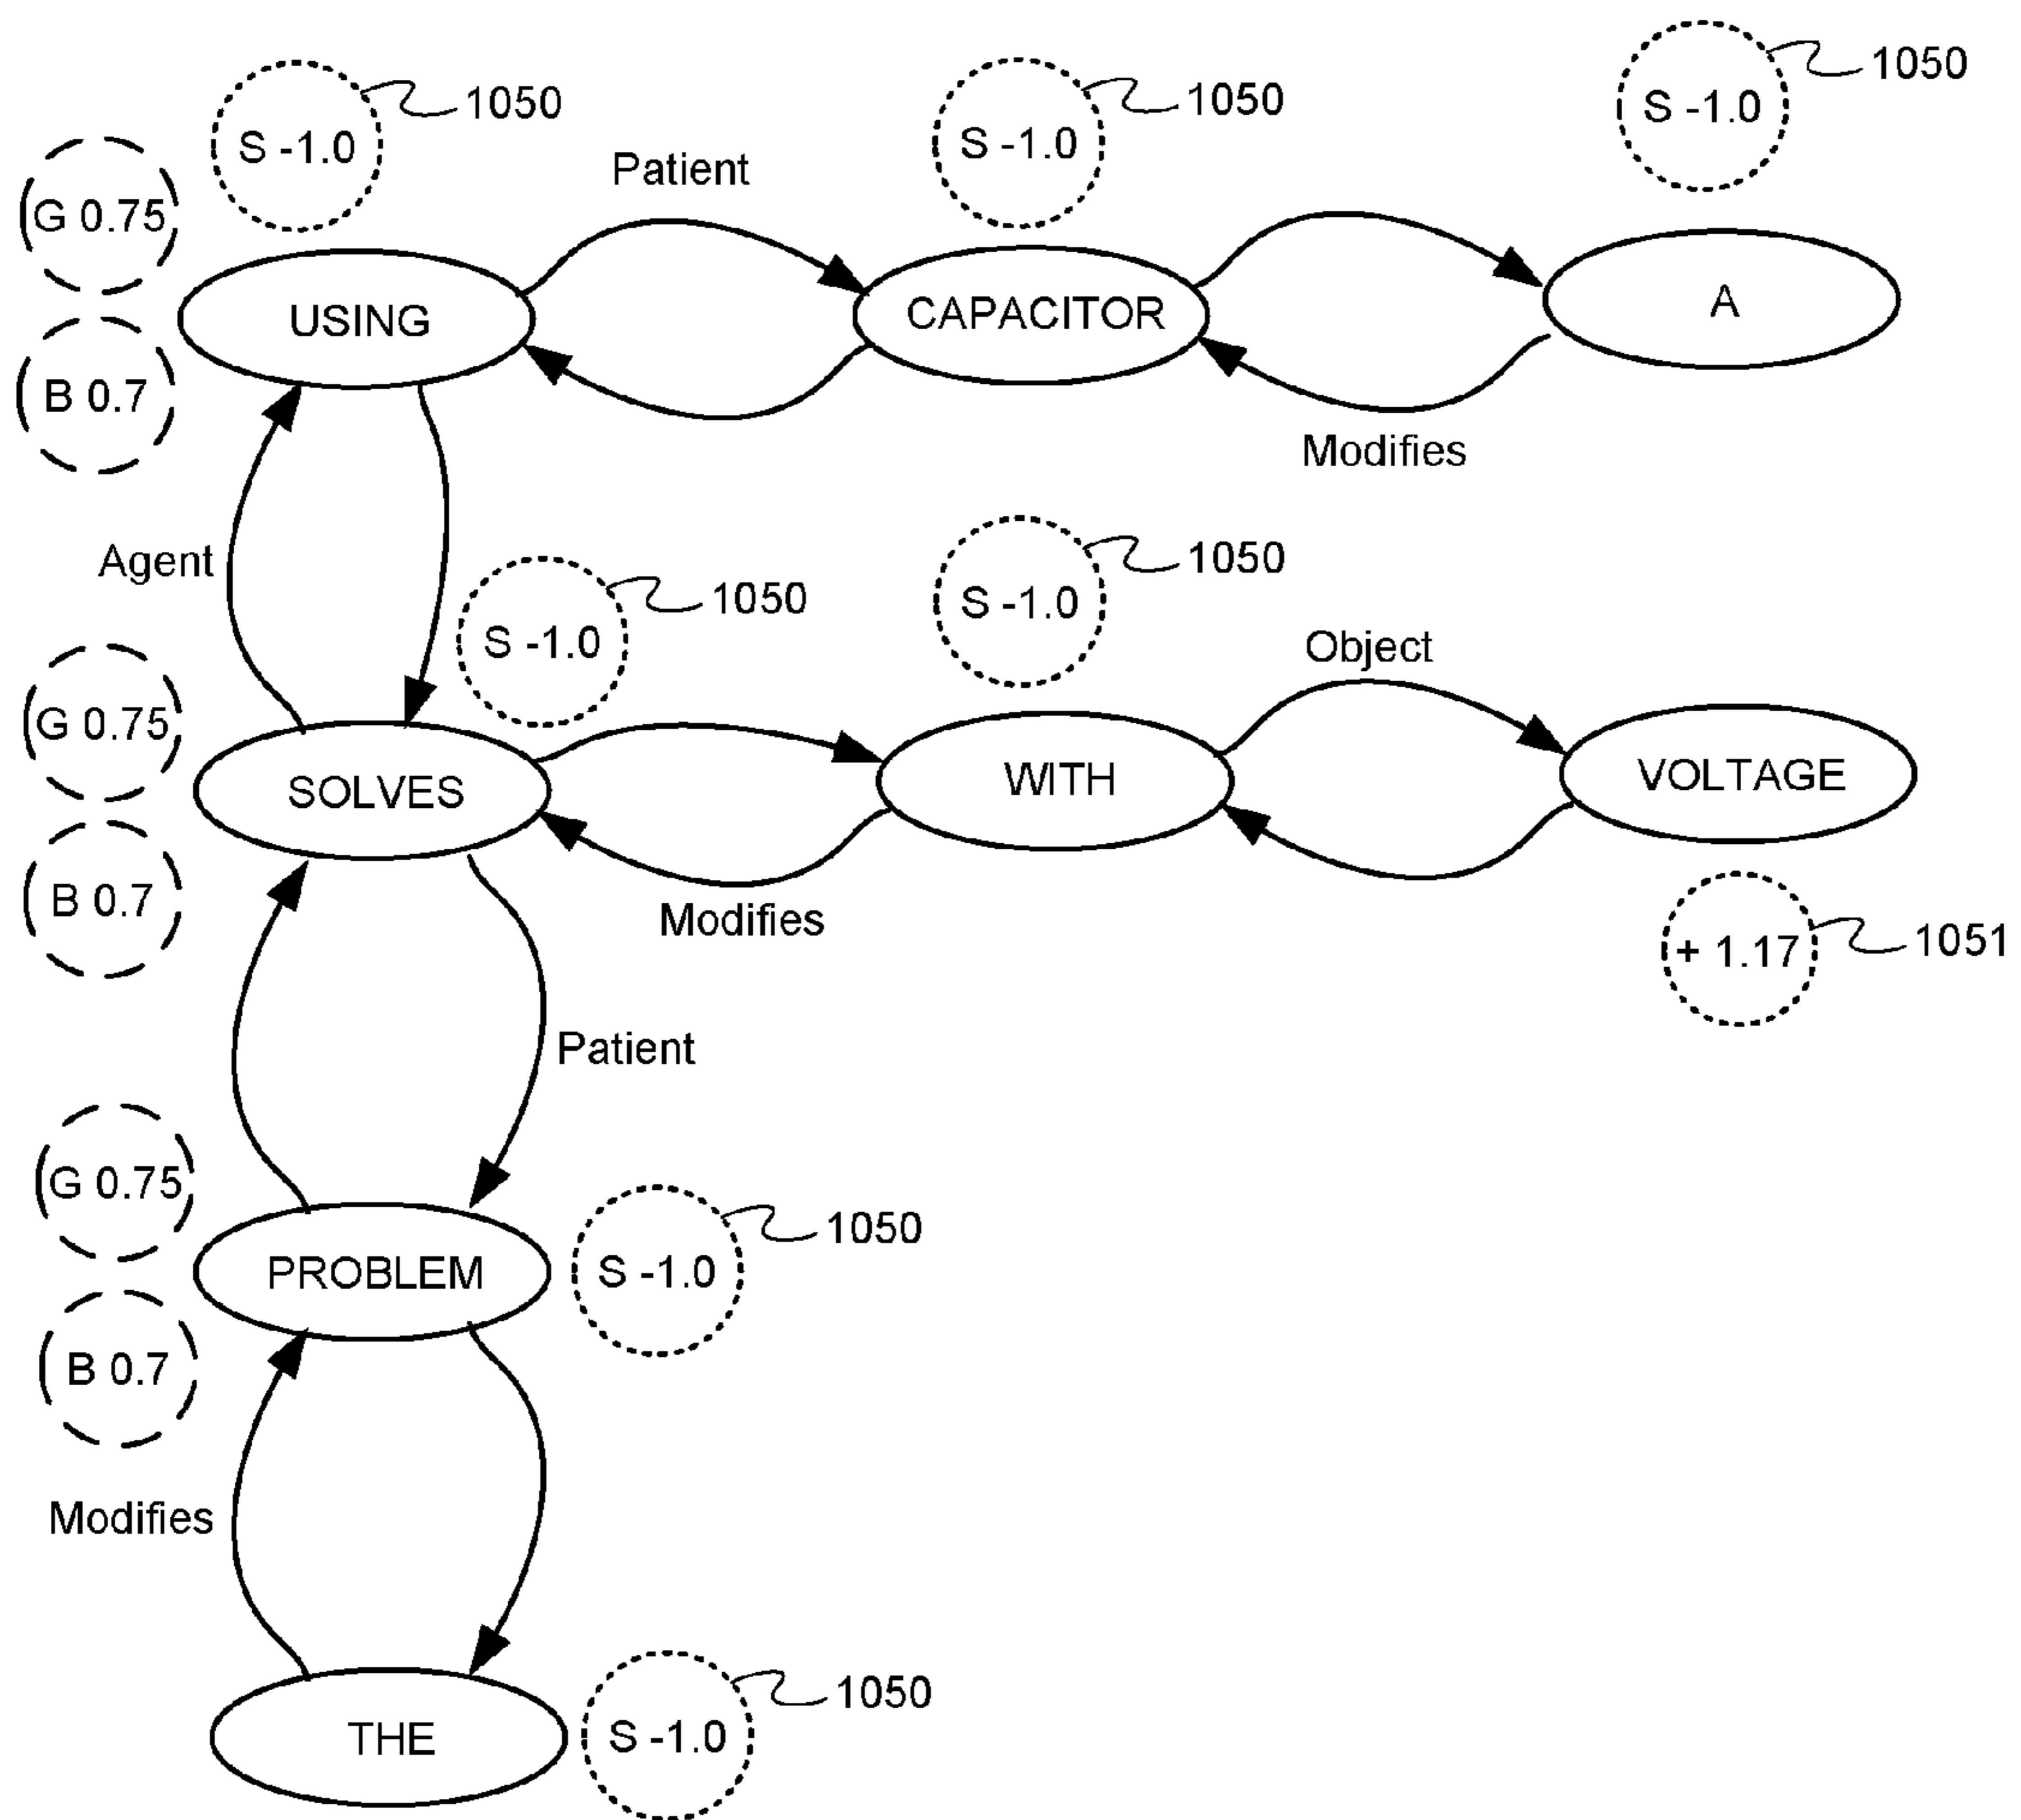 1050
S -1.0
1050
S -1.0
1050
S -1.0
Patient
G 0.75
USING
CAPACITOR
A
B 0.7
Modifies
Agent
1050
S -1.0
1050
S -1.0
Object
G 0.75
SOLVES
WITH
VOLTAGE
B 0.7
Modifies
+ 1.17
1051
Patient
G 0.75
PROBLEM
S -1.0
1050
B 0.7
Modifies
THE
S -1.0
1050